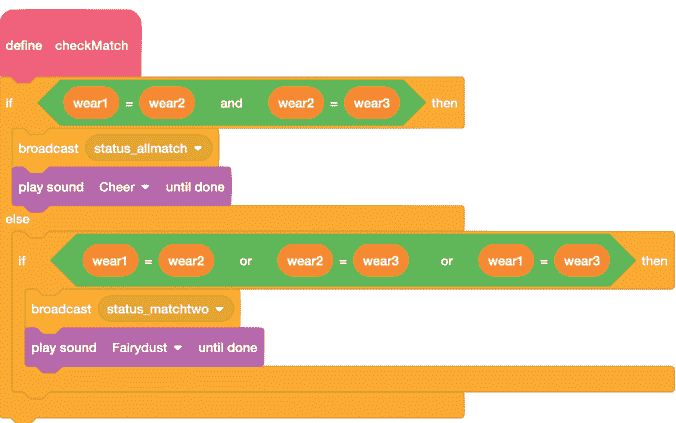 define checkMatch
if wear1 = wear2 and wear2 = wear3 then
broadcast status_allmatch
play sound Cheer until done
else
if wear1 = wear2 or wear2 = wear3 or wear1 = wear3 then
broadcast status_matchtwo
play sound Fairydust until done